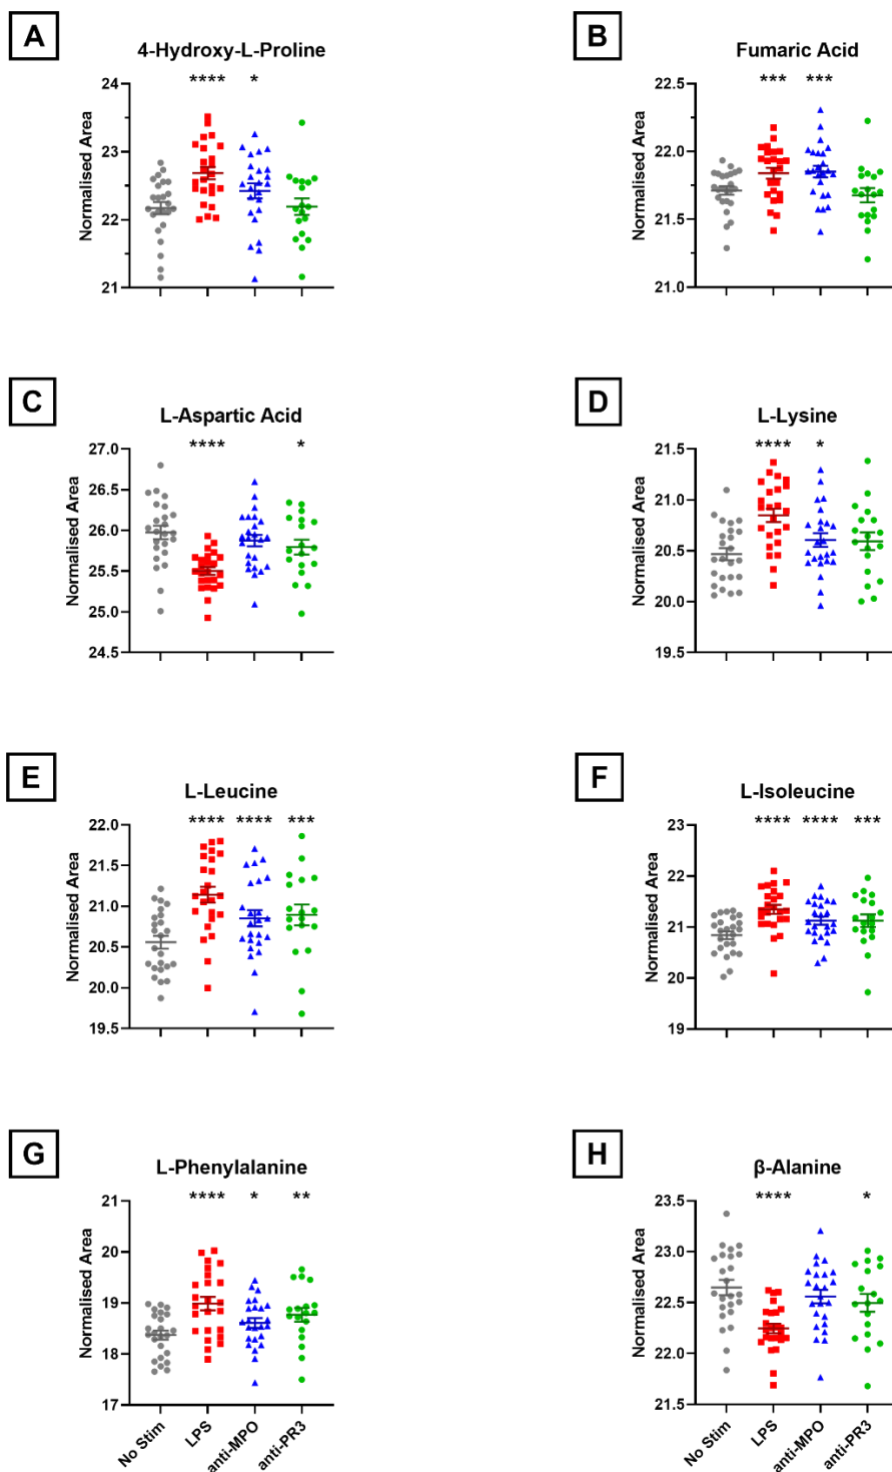 A
4-Hydroxy-L-Proline
**** *
Normalised Area
24
23
22
21
B
Fumaric Acid
*** ***
Normalised Area
22.5
22.0
21.5
21.0
C
L-Aspartic Acid
**** *
Normalised Area
27.0
26.5
26.0
25.5
25.0
24.5
D
L-Lysine
**** *
Normalised Area
21.5
21.0
20.5
20.0
19.5
E
L-Leucine
**** **** ***
Normalised Area
22.0
21.5
21.0
20.5
20.0
19.5
F
L-Isoleucine
**** **** ***
Normalised Area
23
22
21
20
19
G
L-Phenylalanine
**** * **
Normalised Area
21
20
19
18
17
No Stim
LPS
anti-MPO
anti-PR3
H
β-Alanine
**** *
Normalised Area
23.5
23.0
22.5
22.0
21.5
No Stim
LPS
anti-MPO
anti-PR3